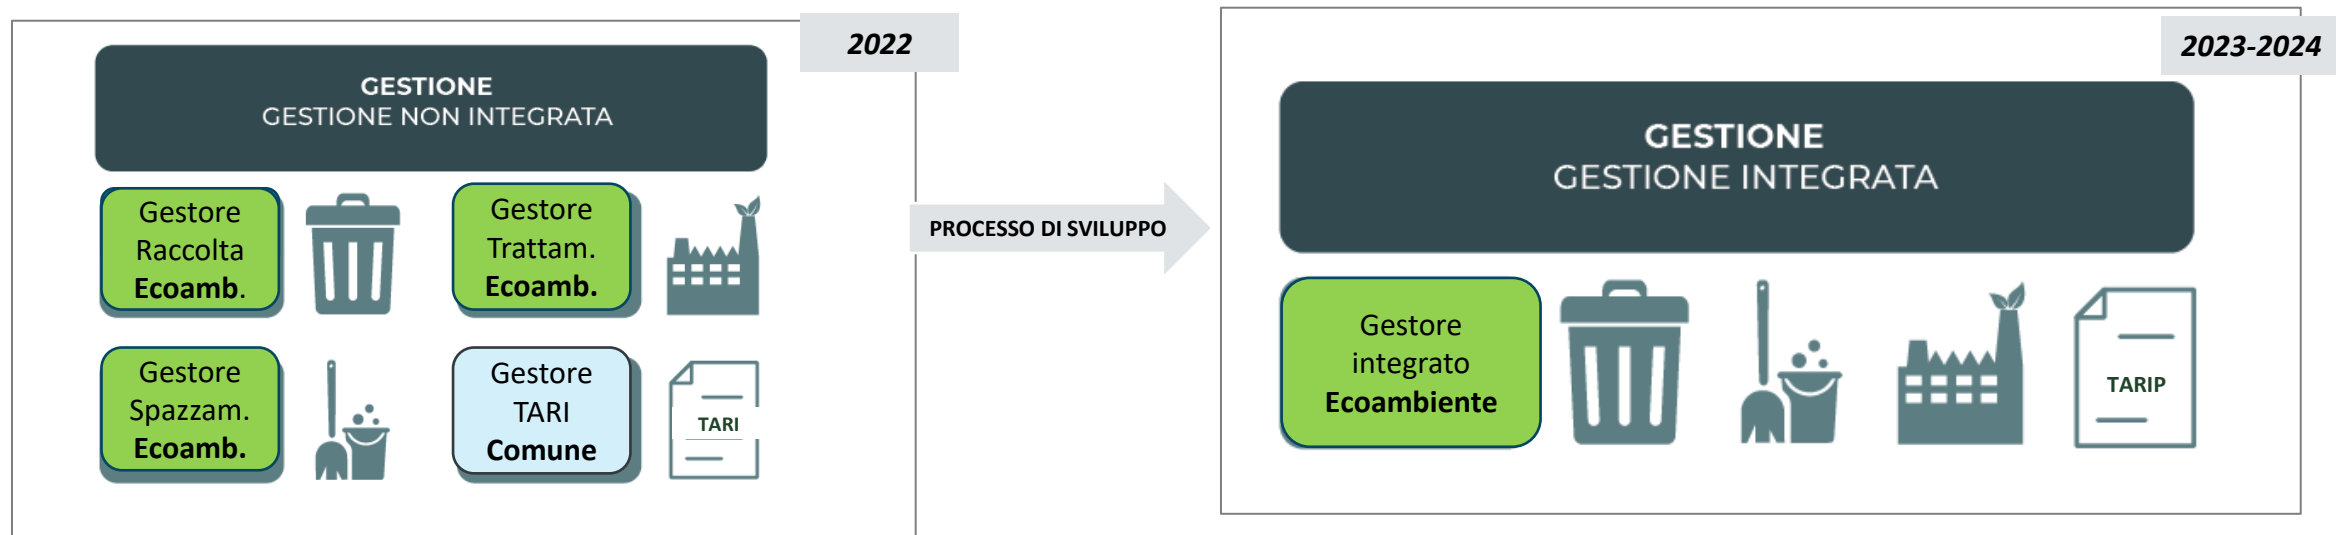 2022
GESTIONE
GESTIONE NON INTEGRATA
Gestore
Raccolta
Ecoamb.
Gestore
Trattam.
Ecoamb.
Gestore
Spazzam.
Ecoamb.
Gestore
TARI
Comune
TARI
PROCESSO DI SVILUPPO
2023-2024
GESTIONE
GESTIONE INTEGRATA
Gestore
integrato
Ecoambiente
TARIP